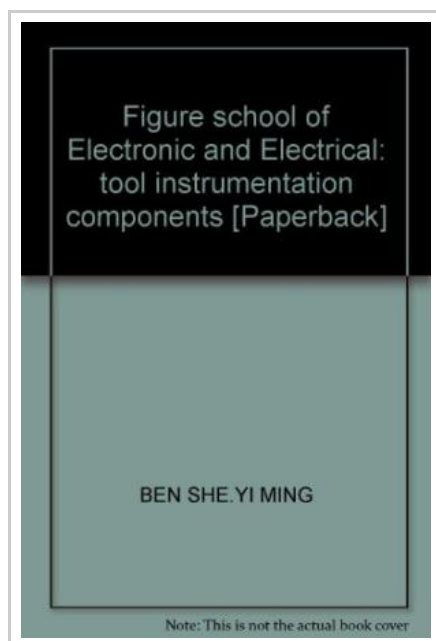 Figure school of
Electronic and Electrical:
tool instrumentation
components [Paperback]
BEN SHE.YI MING
Note: This is not the actual book cover